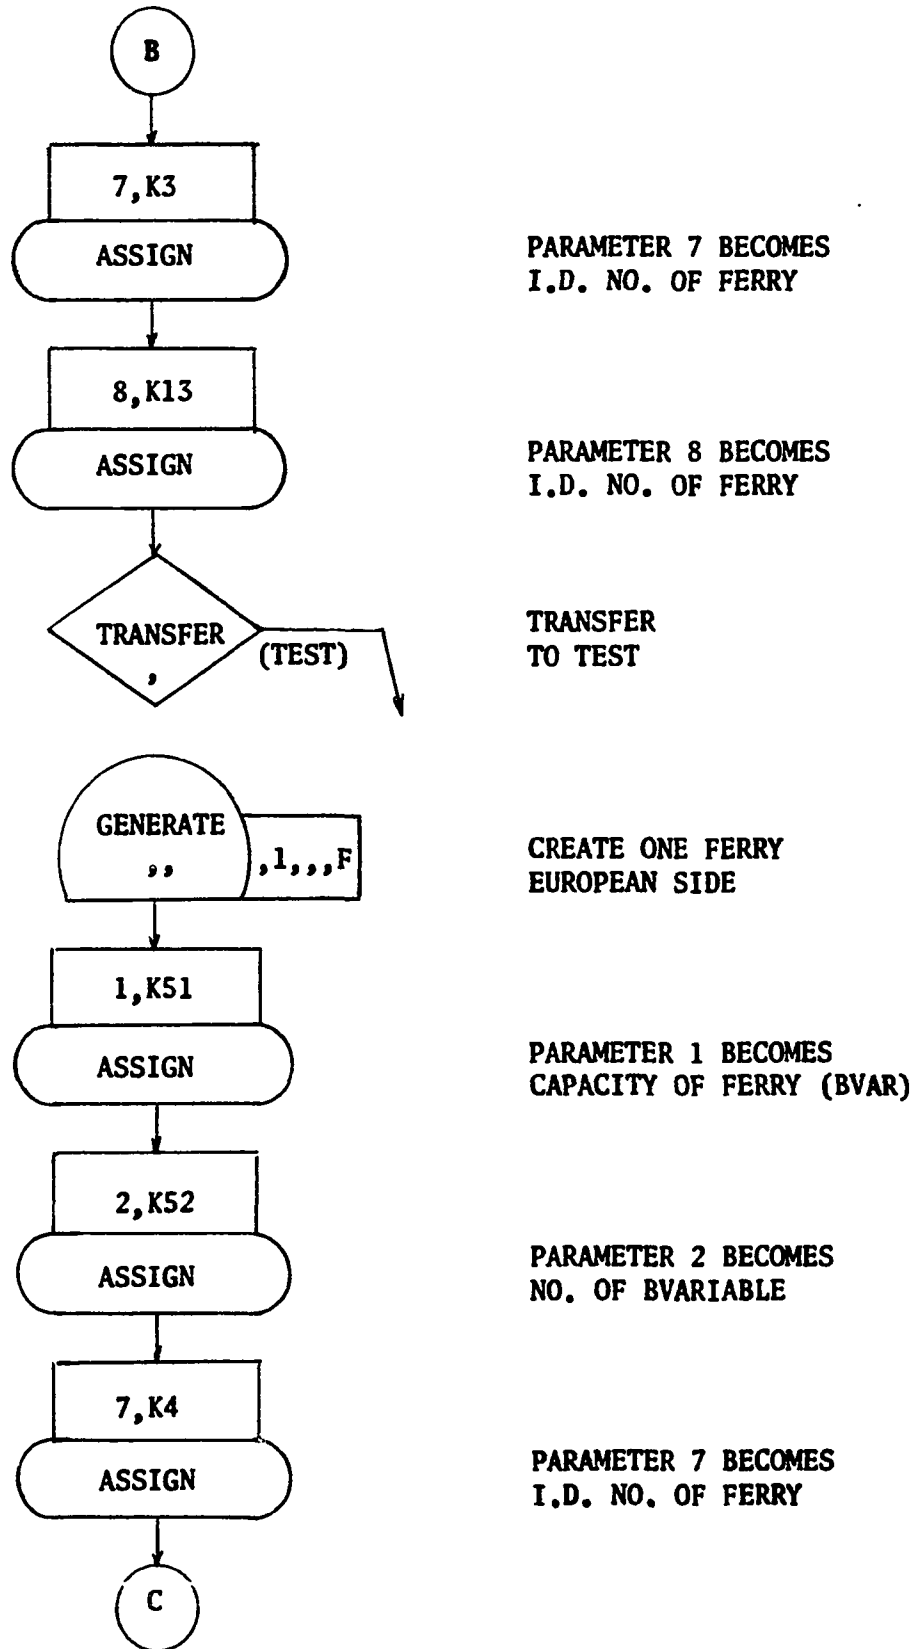 B
7,K3
ASSIGN
PARAMETER 7 BECOMES
I.D. NO. OF FERRY
8,K13
ASSIGN
PARAMETER 8 BECOMES
I.D. NO. OF FERRY
TRANSFER
,
(TEST)
TRANSFER
TO TEST
GENERATE
,,
,1,,,F
CREATE ONE FERRY
EUROPEAN SIDE
1,K51
ASSIGN
PARAMETER 1 BECOMES
CAPACITY OF FERRY (BVAR)
2,K52
ASSIGN
PARAMETER 2 BECOMES
NO. OF BVARIABLE
7,K4
ASSIGN
PARAMETER 7 BECOMES
I.D. NO. OF FERRY
C